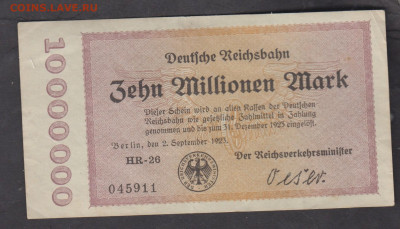 COINS.LAVE.RU
10000000
Deutsche Reichsbahn
Zehn Millionen Mark
Dieser Schein wird an allen Kassen der Deutschen
Reichsbahn wie gesetzliche Zahlmittel in Zahlung
genommen und bis zum 31. Dezember 1923 eingelöst.
Berlin, den 2. September 1923.
HR-26
Der Reichsverkehrsminister
045911
Oeser.